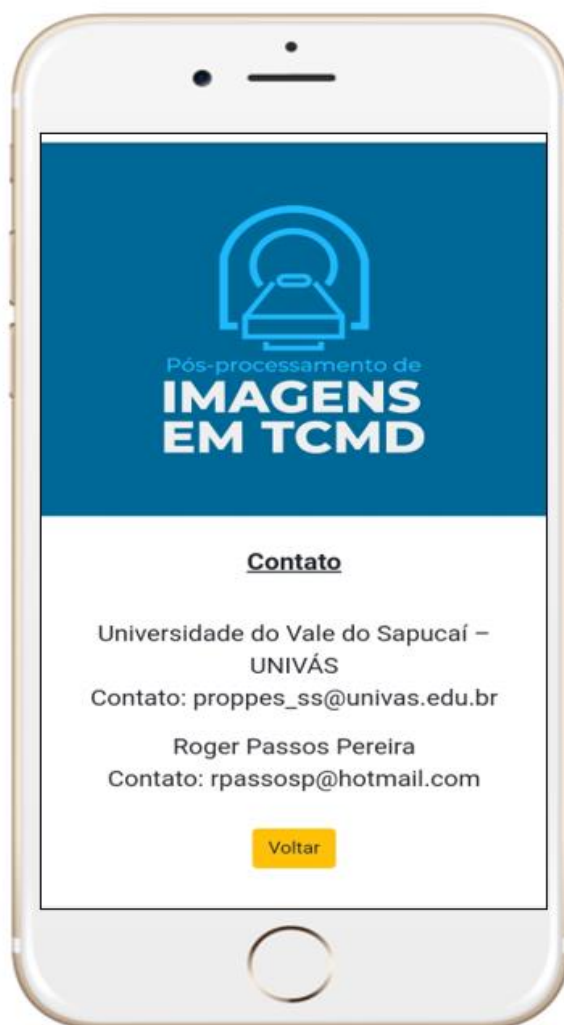 Pós-processamento de
IMAGENS
EM TCMD
Contato
Universidade do Vale do Sapucaí –
UNIVÁS
Contato: proppes_ss@univas.edu.br
Roger Passos Pereira
Contato: rpassosp@hotmail.com
Voltar